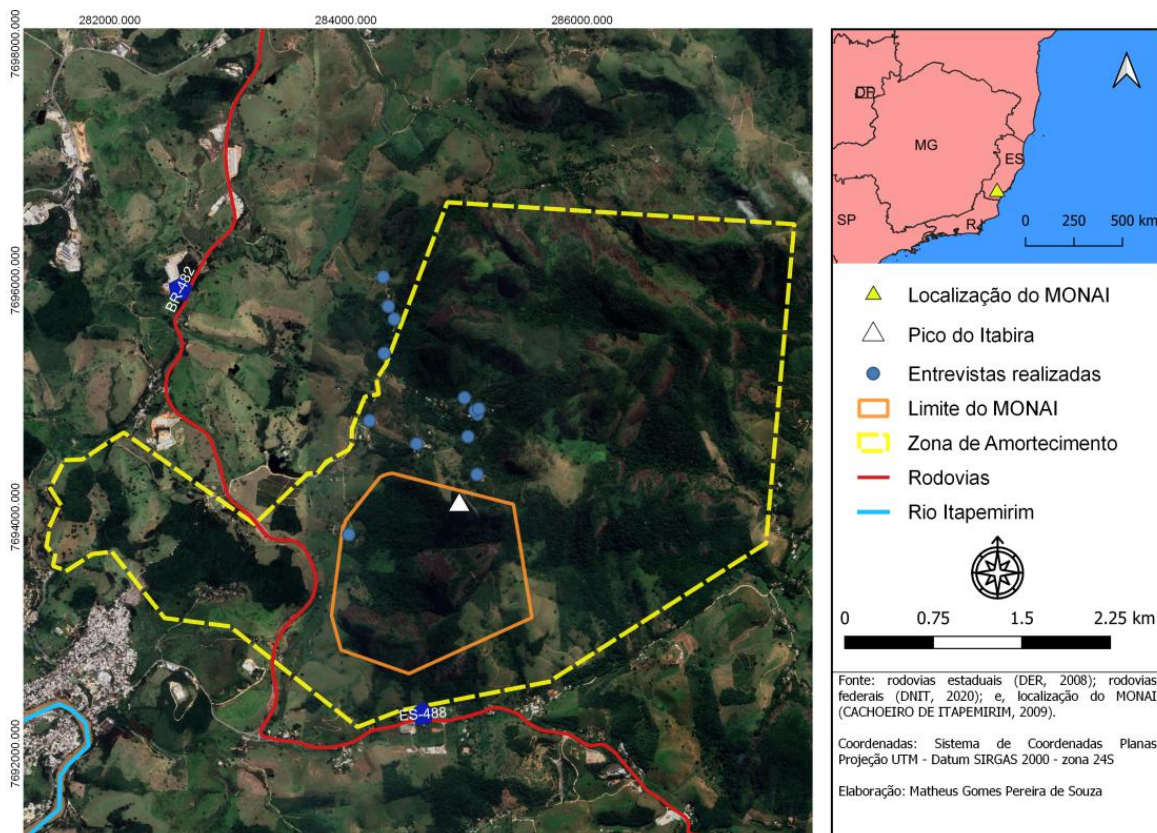 282000.000 284000.000 286000.000
7698000.000
7696000.000
7694000.000
7692000.000
BR-482
ES-488
DF
MG
ES
SP
RJ
0 250 500 km
Localização do MONAI
Pico do Itabira
Entrevistas realizadas
Limite do MONAI
Zona de Amortecimento
Rodovias
Rio Itapemirim
0 0.75 1.5 2.25 km
Fonte: rodovias estaduais (DER, 2008); rodovias
federais (DNIT, 2020); e, localização do MONAI
(CACHOEIRO DE ITAPEMIRIM, 2009).
Coordenadas: Sistema de Coordenadas Planas
Projeção UTM - Datum SIRGAS 2000 - zona 24S
Elaboração: Matheus Gomes Pereira de Souza